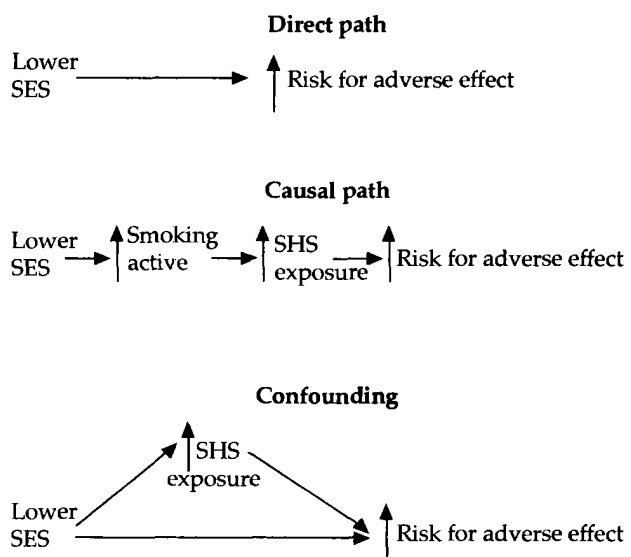 Direct path
Lower
SES
Risk for adverse effect
Causal path
Lower
SES
Smoking
active
SHS
exposure
Risk for adverse effect
Confounding
SHS
exposure
Lower
SES
Risk for adverse effect